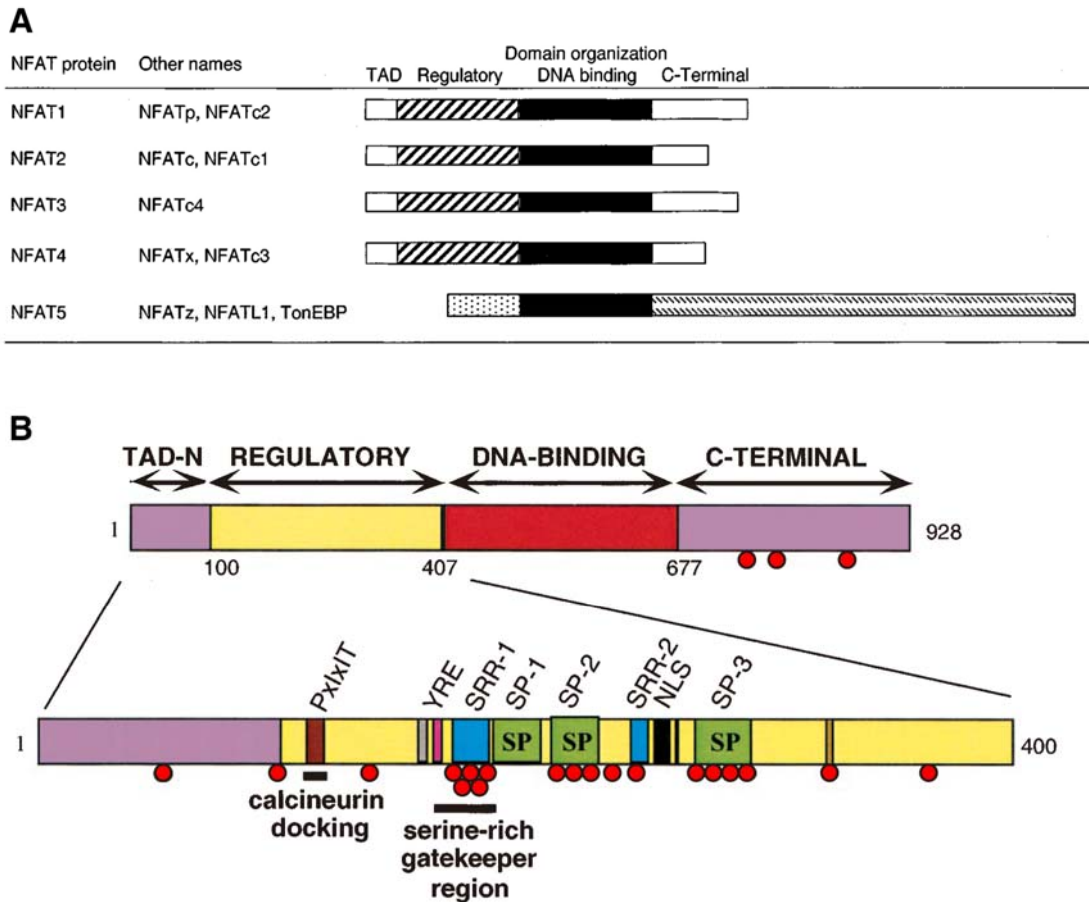 A
Domain organization
NFAT protein Other names TAD Regulatory DNA binding C-Terminal
NFAT1 NFATp, NFATc2
NFAT2 NFATc, NFATc1
NFAT3 NFATc4
NFAT4 NFATx, NFATc3
NFAT5 NFATz, NFATL1, TonEBP
B
TAD-N REGULATORY DNA-BINDING C-TERMINAL
1 928
100 407 677
PxIxIT YRE SRR-1 SP-1 SP-2 SRR-2 NLS SP-3
1 SP SP SP 400
calcineurin
docking
serine-rich
gatekeeper
region